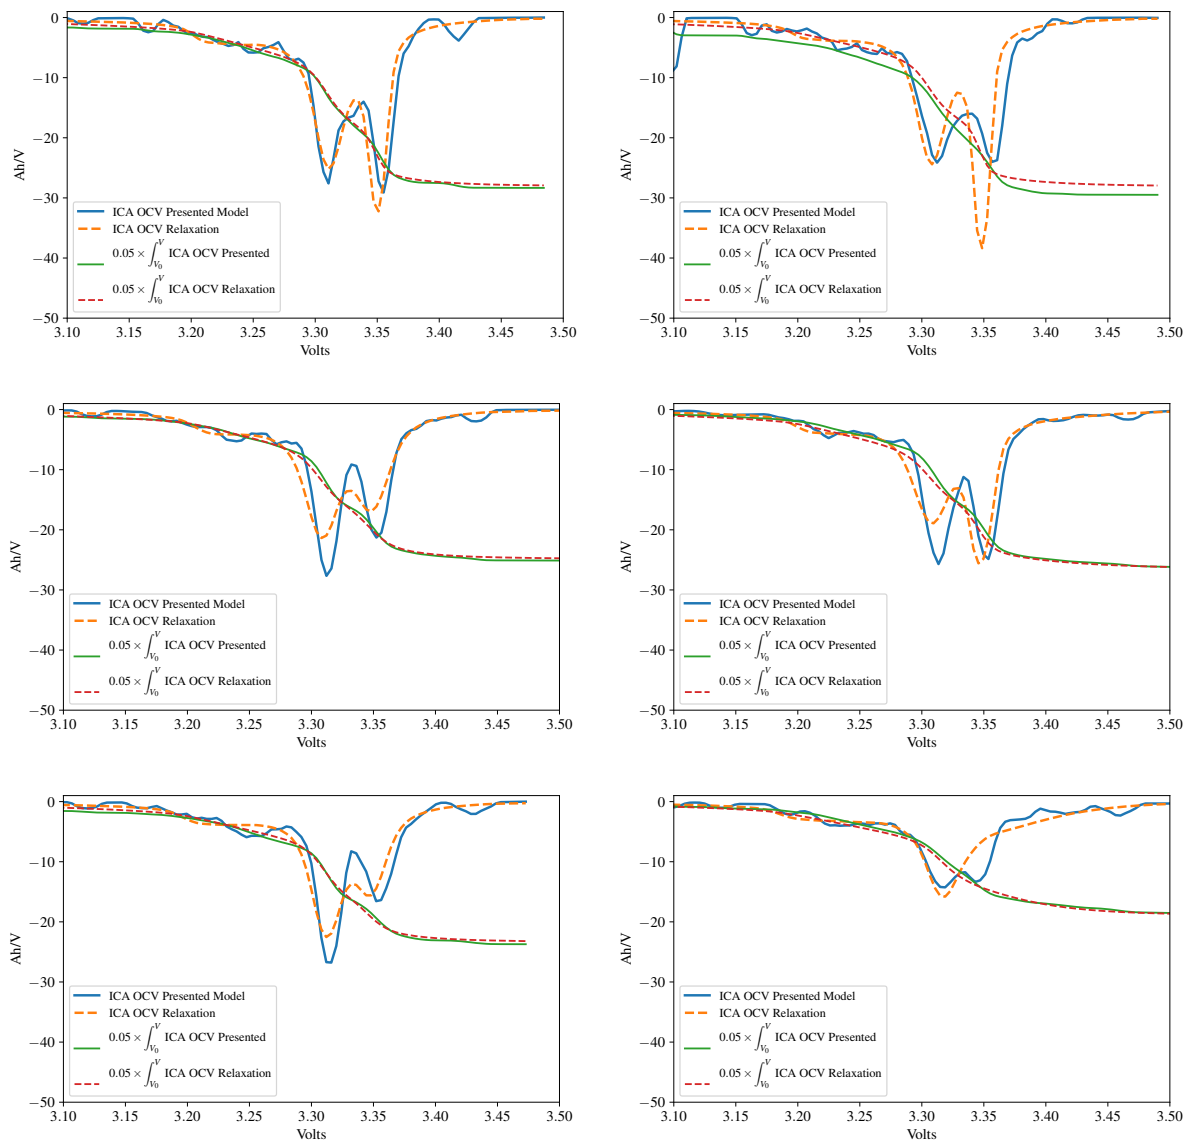 0
−10
−20
−30
−40
−50
Ah/V
ICA OCV Presented Model
ICA OCV Relaxation
0.05 × ∫_{V_0}^{V} ICA OCV Presented
0.05 × ∫_{V_0}^{V} ICA OCV Relaxation
3.10 3.15 3.20 3.25 3.30 3.35 3.40 3.45 3.50
Volts
0
−10
−20
−30
−40
−50
Ah/V
ICA OCV Presented Model
ICA OCV Relaxation
0.05 × ∫_{V_0}^{V} ICA OCV Presented
0.05 × ∫_{V_0}^{V} ICA OCV Relaxation
3.10 3.15 3.20 3.25 3.30 3.35 3.40 3.45 3.50
Volts
0
−10
−20
−30
−40
−50
Ah/V
ICA OCV Presented Model
ICA OCV Relaxation
0.05 × ∫_{V_0}^{V} ICA OCV Presented
0.05 × ∫_{V_0}^{V} ICA OCV Relaxation
3.10 3.15 3.20 3.25 3.30 3.35 3.40 3.45 3.50
Volts
0
−10
−20
−30
−40
−50
Ah/V
ICA OCV Presented Model
ICA OCV Relaxation
0.05 × ∫_{V_0}^{V} ICA OCV Presented
0.05 × ∫_{V_0}^{V} ICA OCV Relaxation
3.10 3.15 3.20 3.25 3.30 3.35 3.40 3.45 3.50
Volts
0
−10
−20
−30
−40
−50
Ah/V
ICA OCV Presented Model
ICA OCV Relaxation
0.05 × ∫_{V_0}^{V} ICA OCV Presented
0.05 × ∫_{V_0}^{V} ICA OCV Relaxation
3.10 3.15 3.20 3.25 3.30 3.35 3.40 3.45 3.50
Volts
0
−10
−20
−30
−40
−50
Ah/V
ICA OCV Presented Model
ICA OCV Relaxation
0.05 × ∫_{V_0}^{V} ICA OCV Presented
0.05 × ∫_{V_0}^{V} ICA OCV Relaxation
3.10 3.15 3.20 3.25 3.30 3.35 3.40 3.45 3.50
Volts